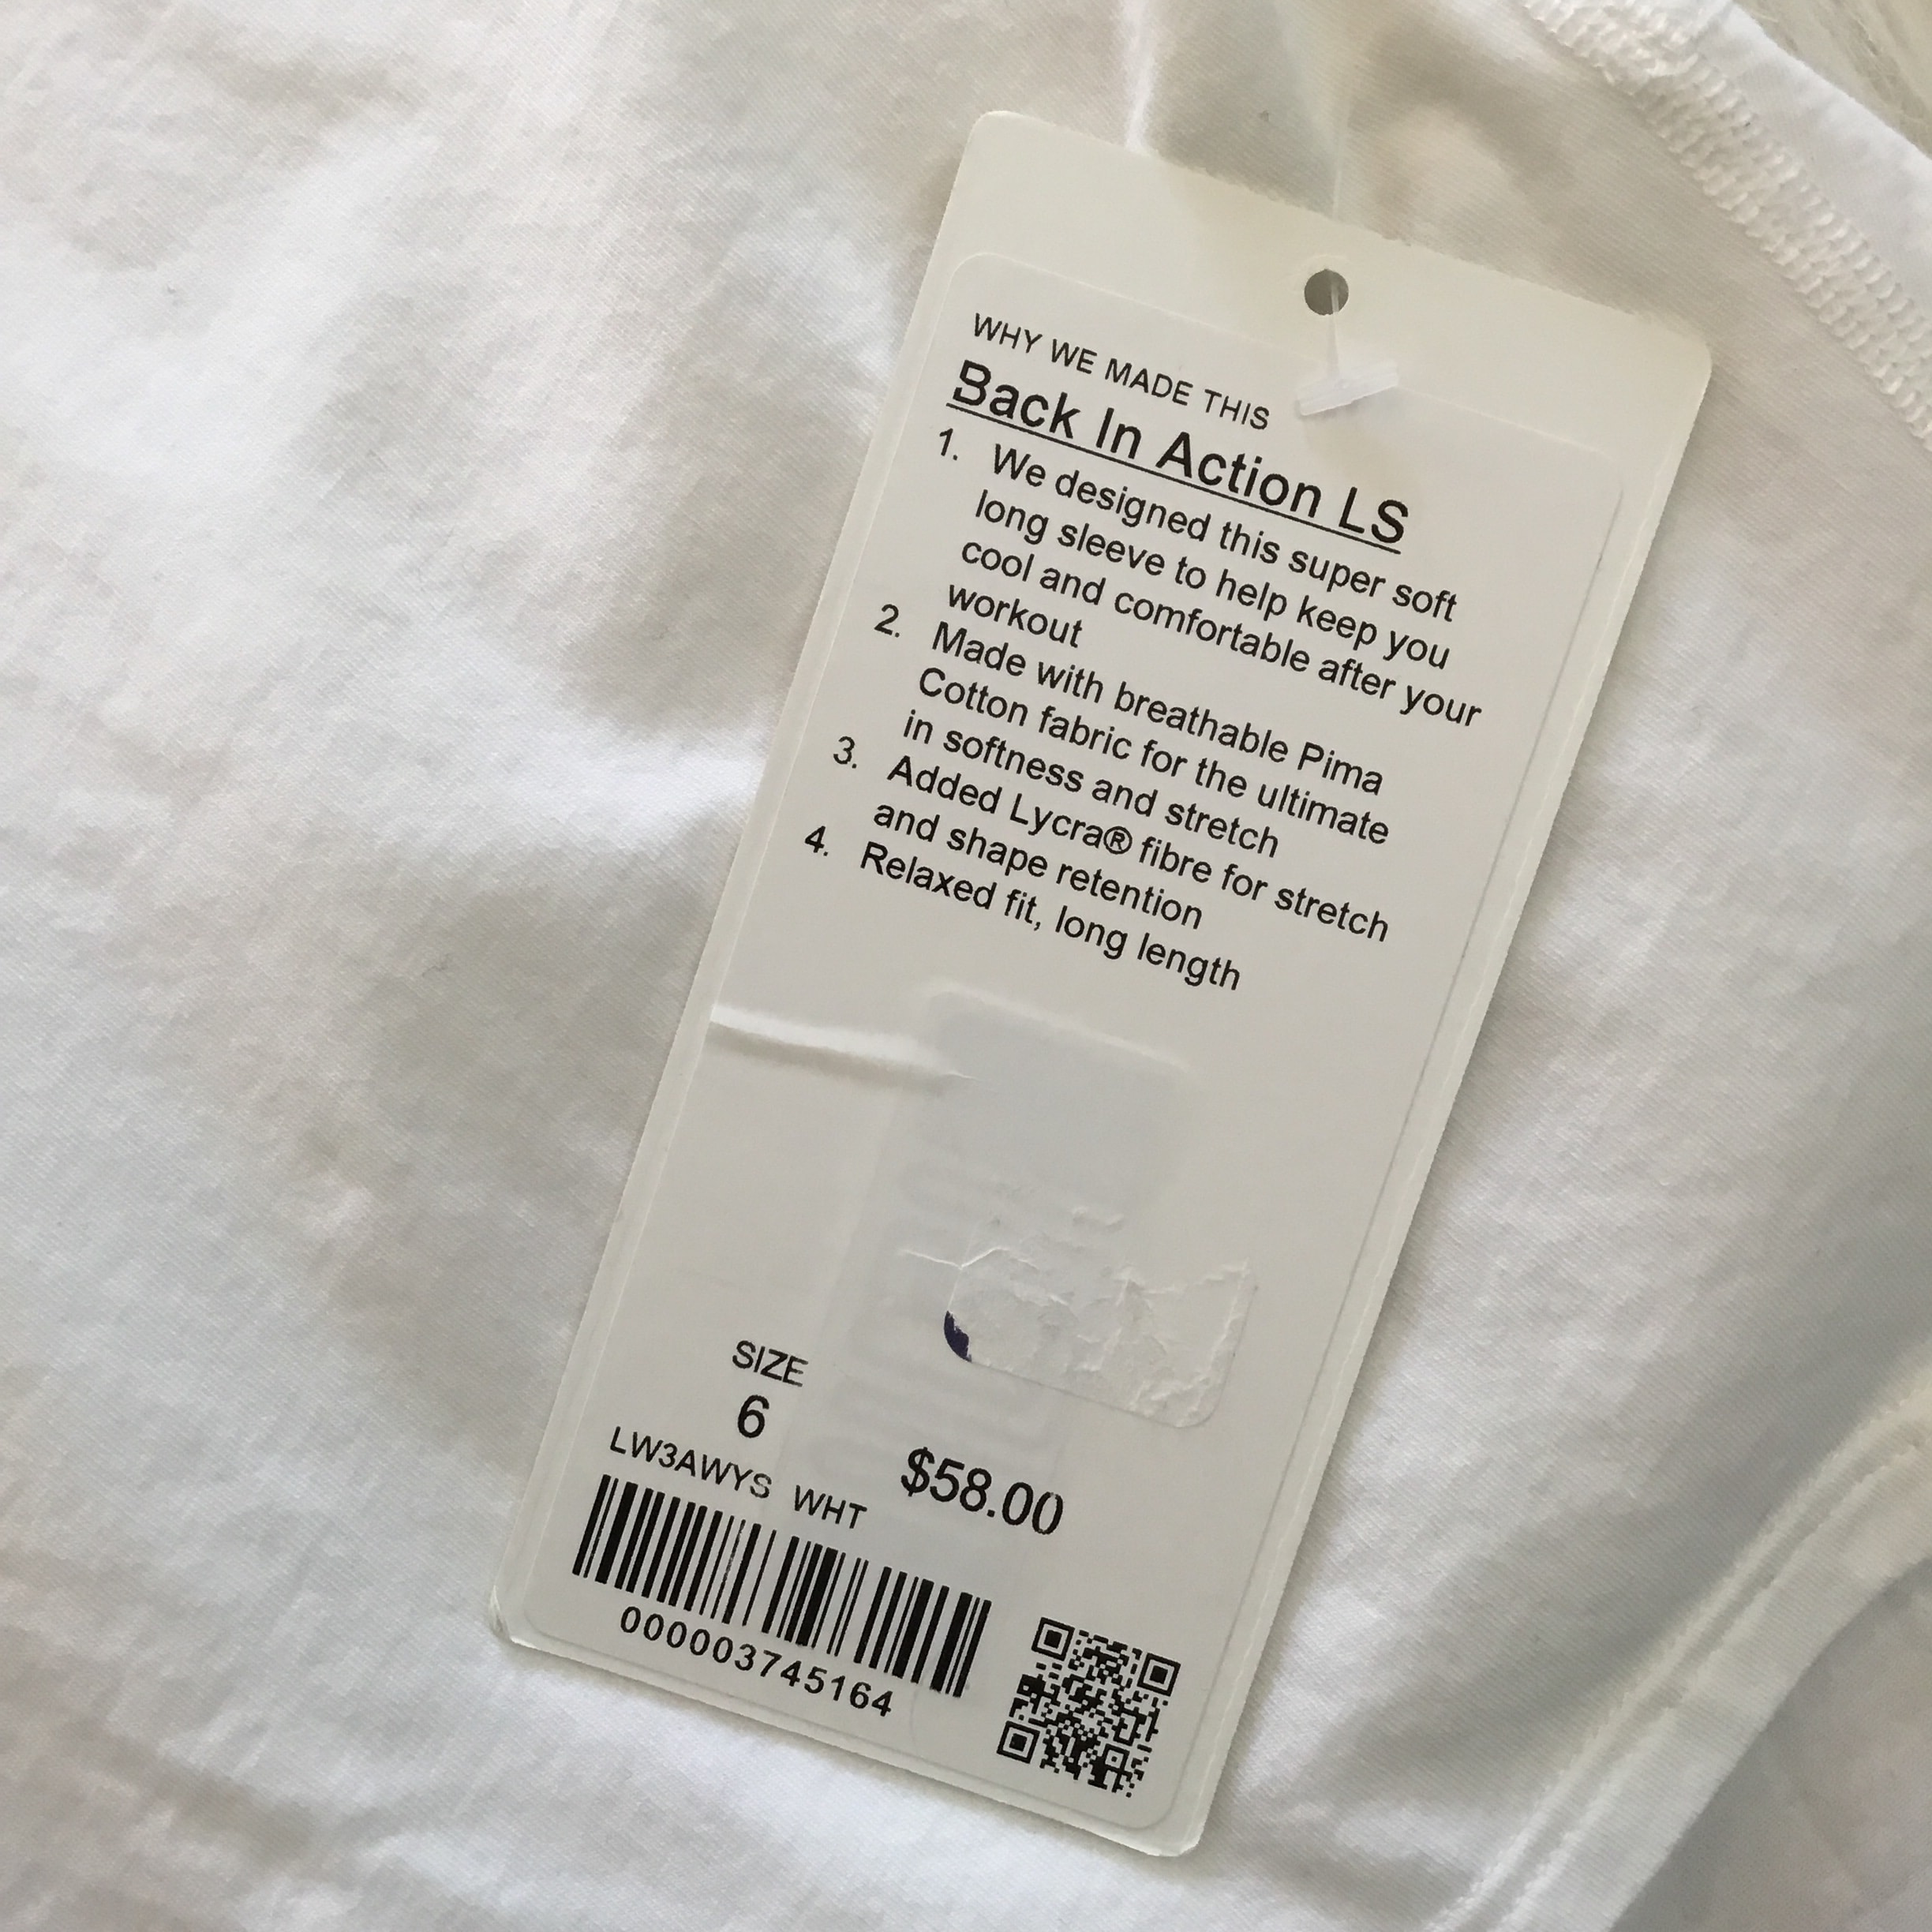 WHY WE MADE THIS
Back In Action LS
1. We designed this super soft
long sleeve to help keep you
cool and comfortable after your
workout
2. Made with breathable Pima
Cotton fabric for the ultimate
in softness and stretch
3. Added Lycra® fibre for stretch
and shape retention
4. Relaxed fit, long length
SIZE
6
LW3AWYS WHT
$58.00
000003745164